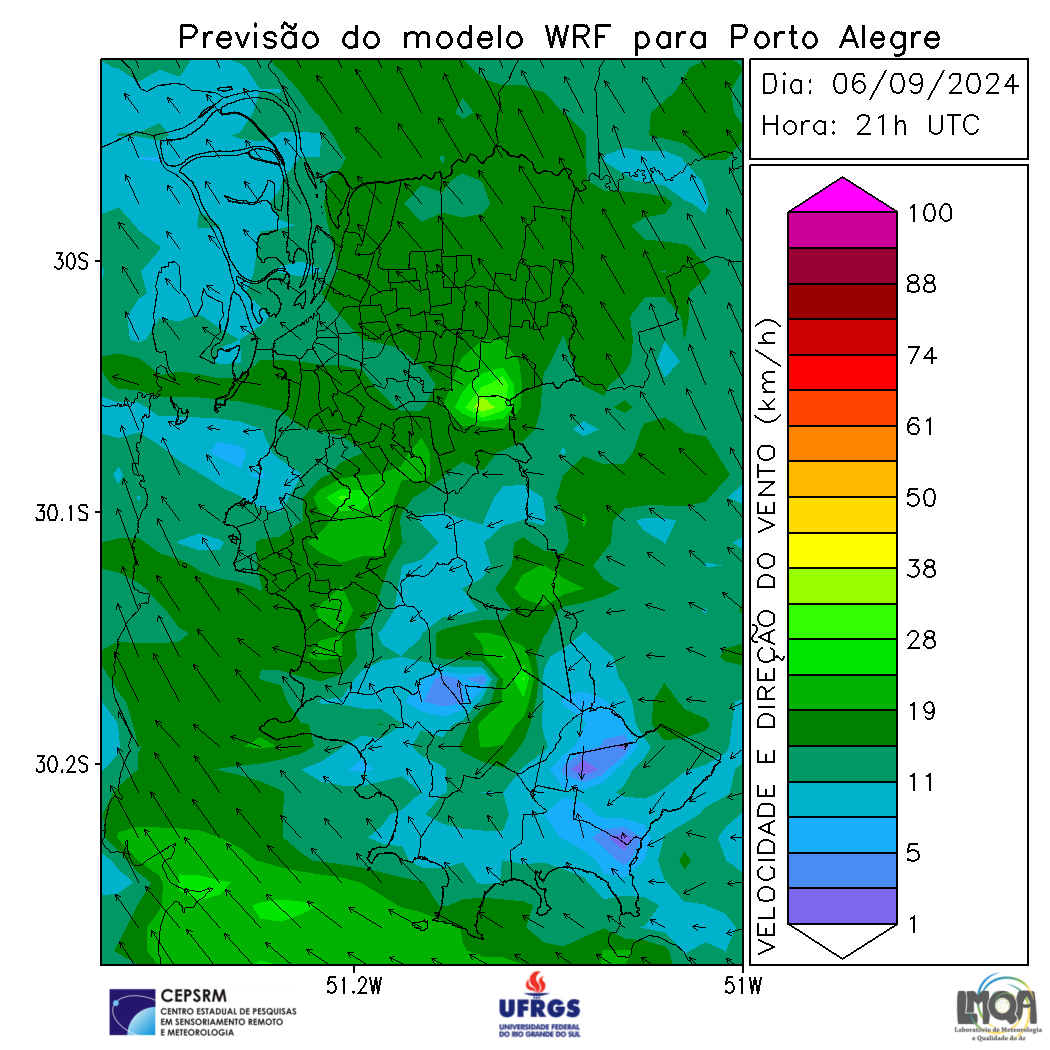 Previsão do modelo WRF para Porto Alegre
Dia: 06/09/2024
Hora: 21h UTC
30S
30.1S
30.2S
51.2W
51W
VELOCIDADE E DIREÇÃO DO VENTO (km/h)
100
88
74
61
50
38
28
19
11
5
1
CEPSRM
CENTRO ESTADUAL DE PESQUISAS
EM SENSORIAMENTO REMOTO
E METEOROLOGIA
UFRGS
UNIVERSIDADE FEDERAL
DO RIO GRANDE DO SUL
LMQA
Laboratório de Meteorologia
e Qualidade do Ar